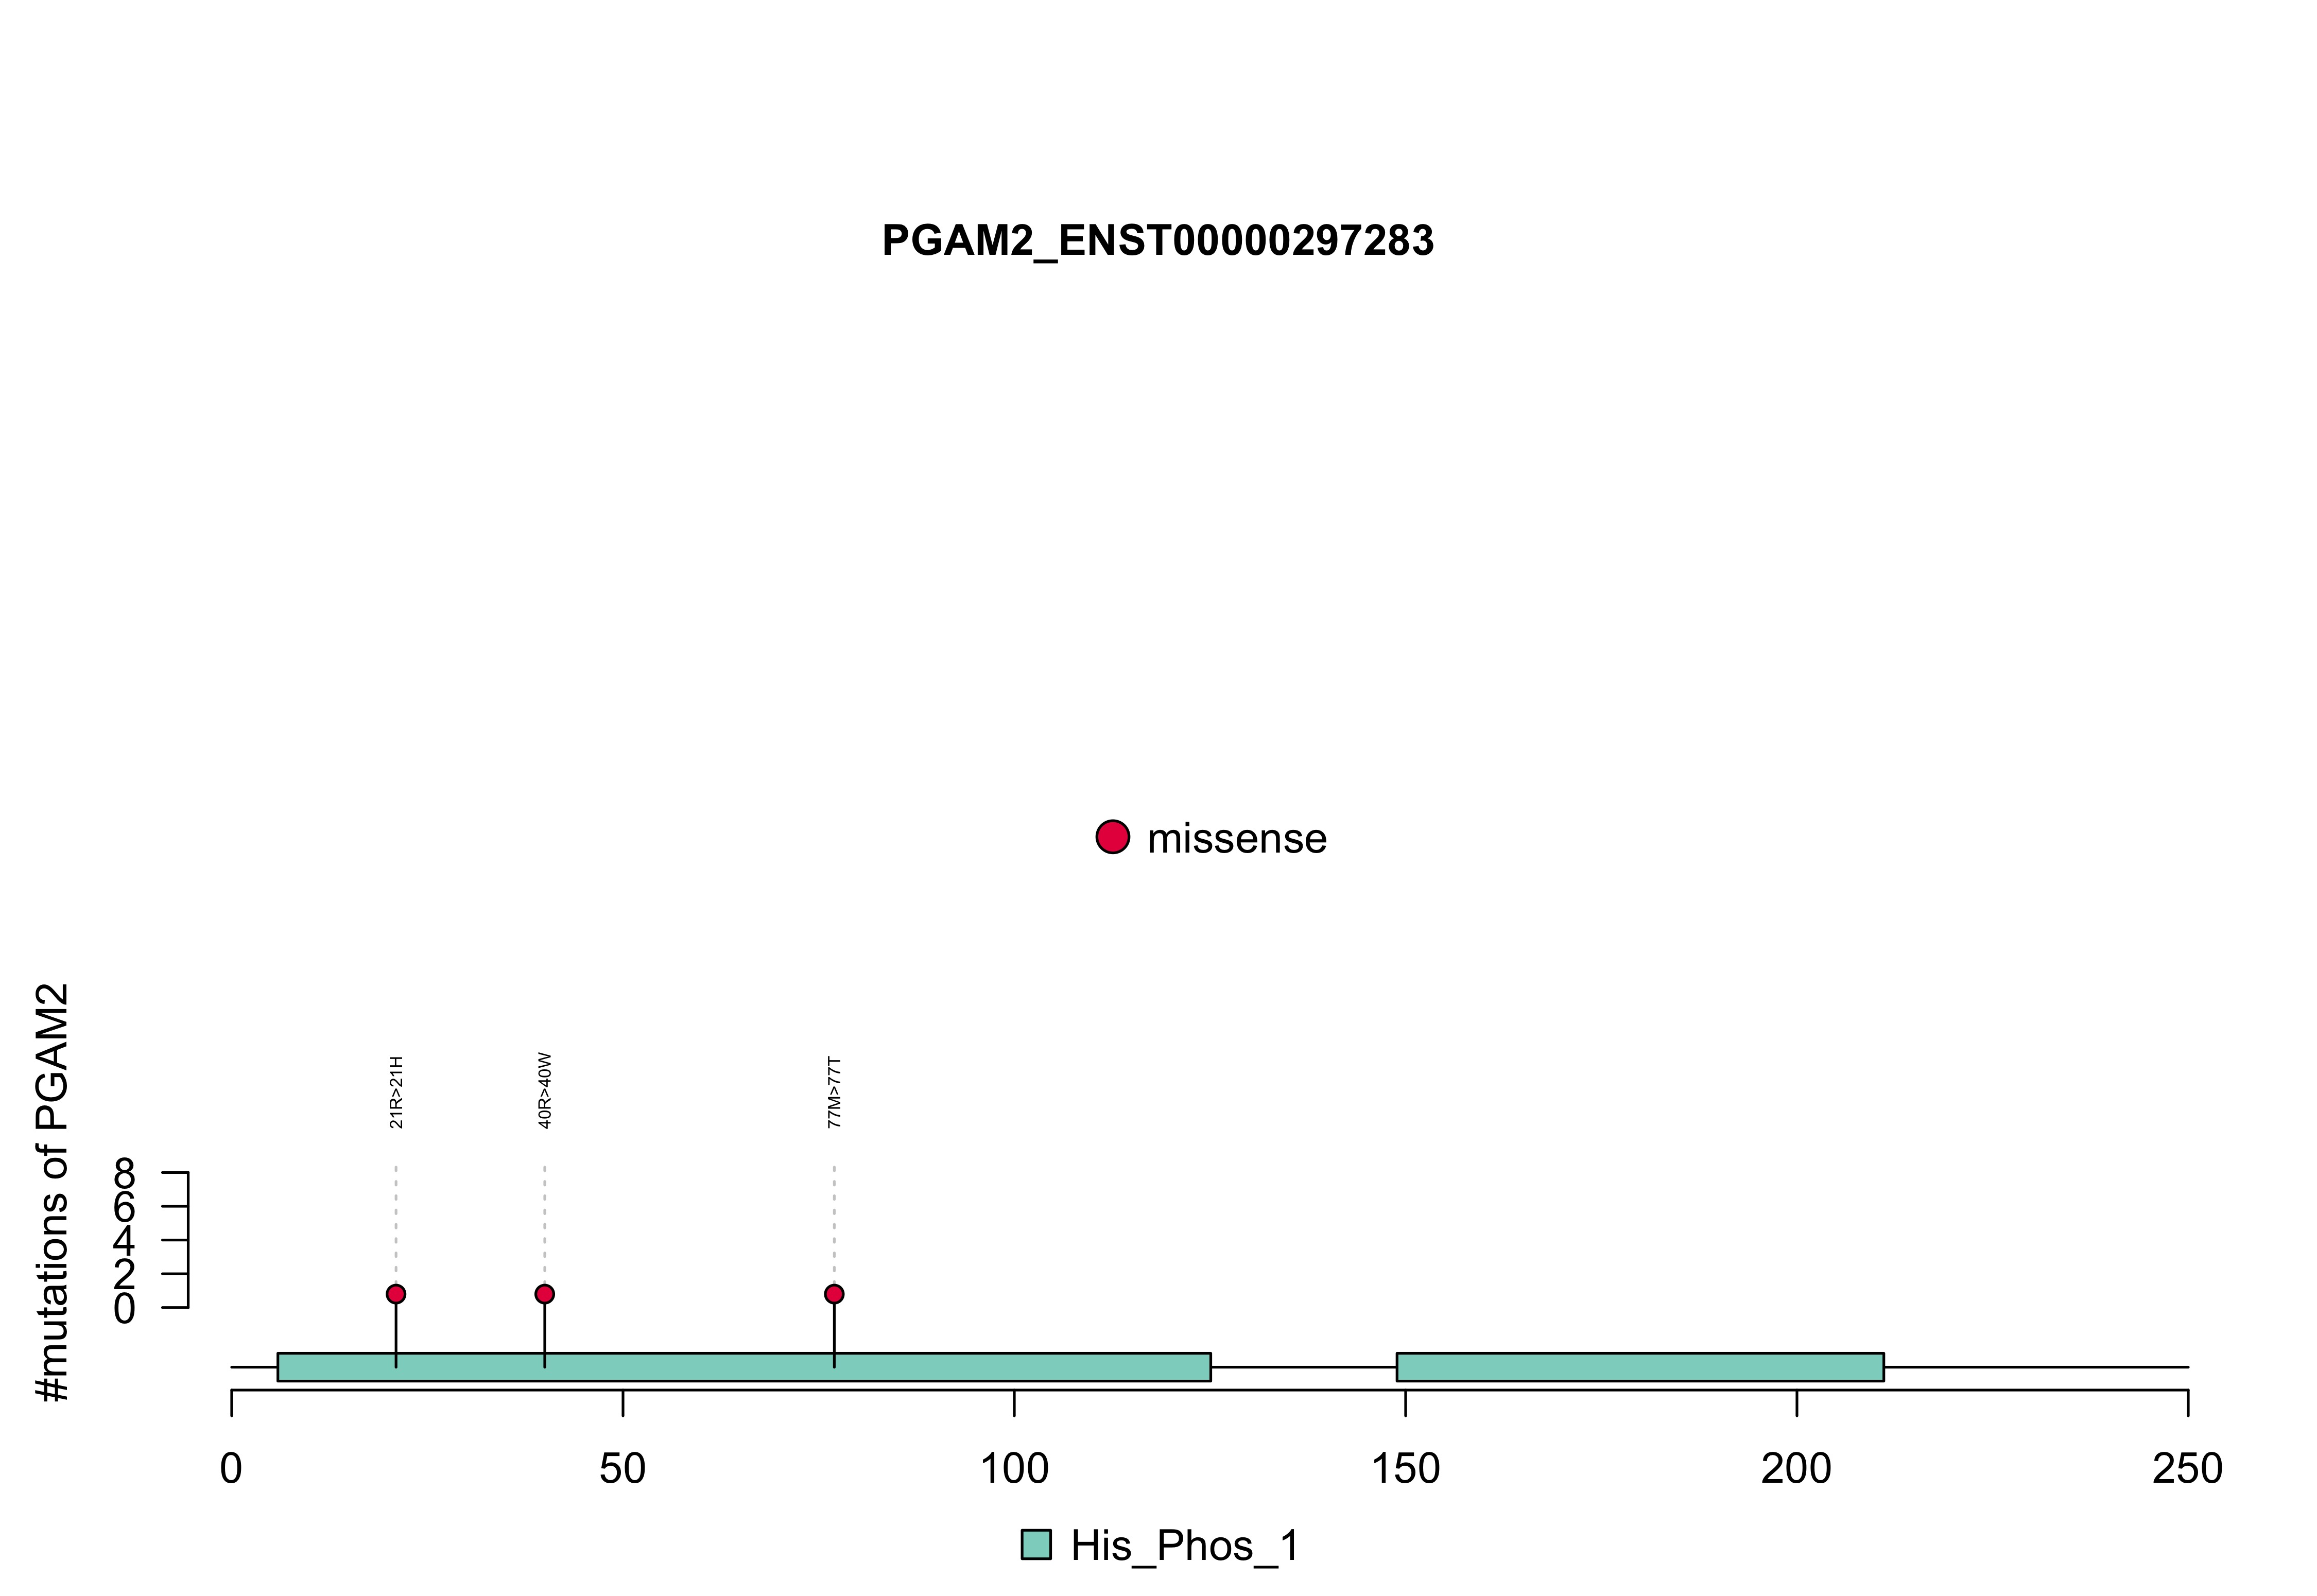 PGAM2_ENST00000297283
missense
#mutations of PGAM2
21R>21H
40R>40W
77M>77T
8
6
4
2
0
0 50 100 150 200 250
His_Phos_1